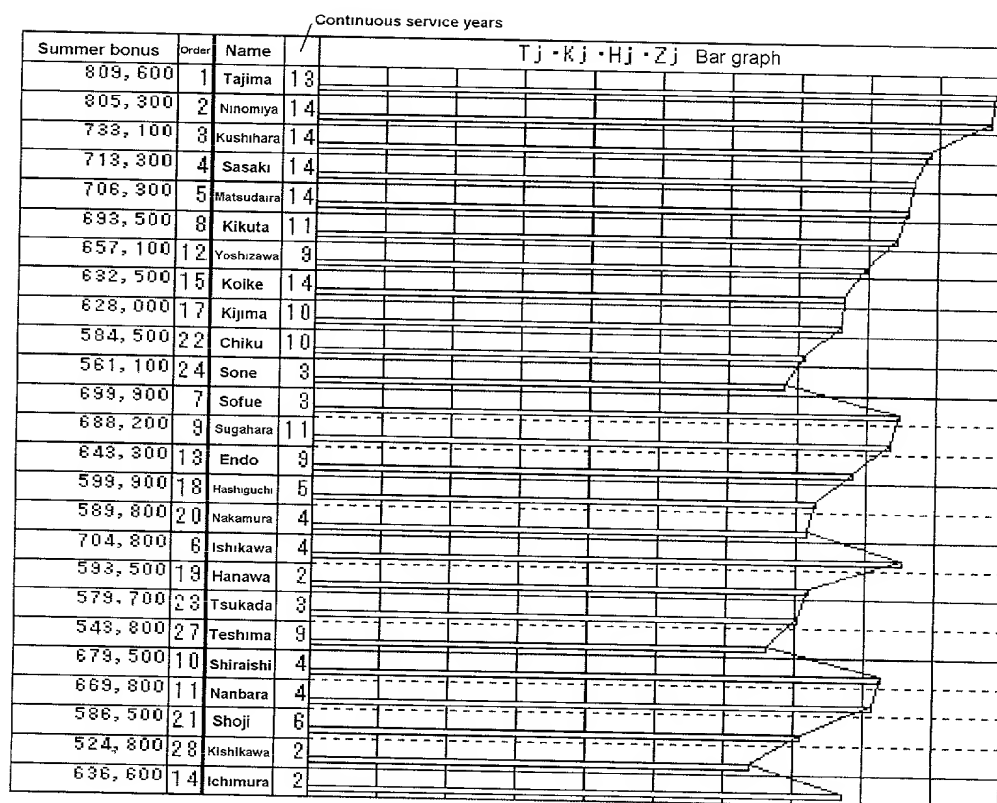 Continuous service years
Summer bonus Order Name Tj・Kj・Hj・Zj Bar graph
809,600 1 Tajima 13
805,300 2 Ninomiya 14
733,100 3 Kushihara 14
713,300 4 Sasaki 14
706,300 5 Matsudaira 14
693,500 8 Kikuta 11
657,100 12 Yoshizawa 9
632,500 15 Koike 14
628,000 17 Kijima 10
584,500 22 Chiku 10
561,100 24 Sone 3
699,900 7 Sofue 3
688,200 9 Sugahara 11
643,300 13 Endo 9
599,900 18 Hashiguchi 5
589,800 20 Nakamura 4
704,800 6 Ishikawa 4
593,500 19 Hanawa 2
579,700 23 Tsukada 3
543,800 27 Teshima 9
679,500 10 Shiraishi 4
669,800 11 Nanbara 4
586,500 21 Shoji 6
524,800 28 Kishikawa 2
636,600 14 Ichimura 2